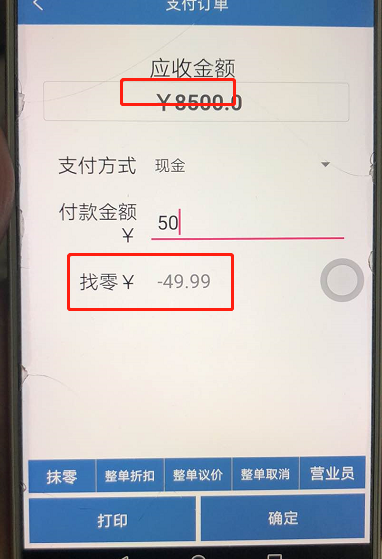 支付订单
应收金额
￥8500.0
支付方式 现金
付款金额
￥ 50
找零￥ -49.99
抹零 整单折扣 整单议价 整单取消 营业员
打印 确定